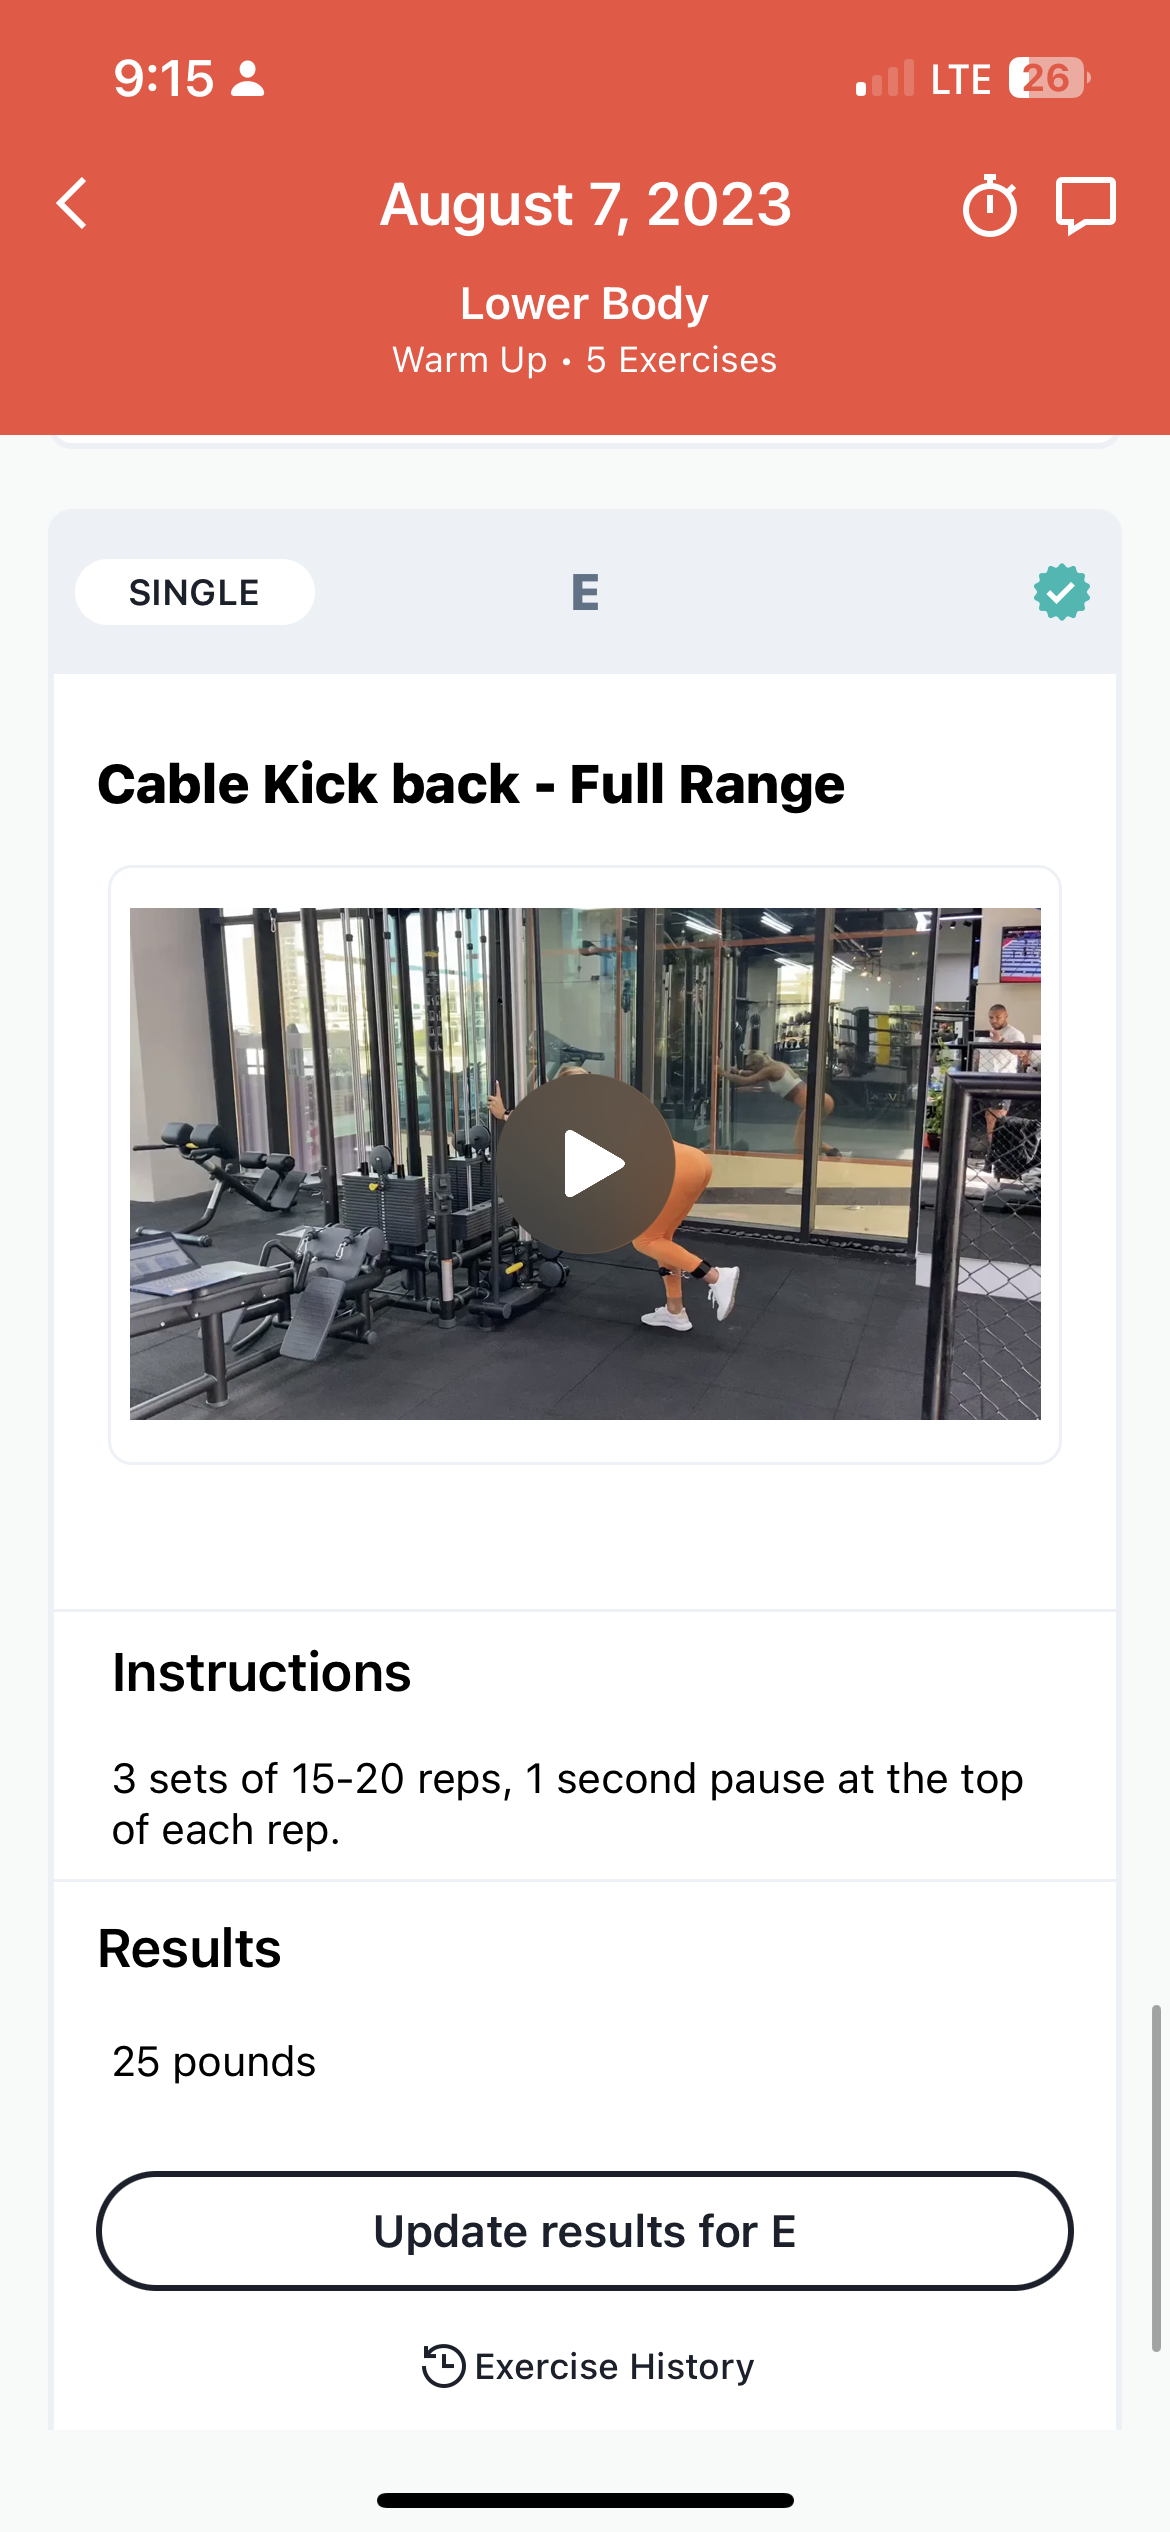 9:15
LTE 26
August 7, 2023
Lower Body
Warm Up • 5 Exercises
SINGLE
E
Cable Kick back - Full Range
Instructions
3 sets of 15-20 reps, 1 second pause at the top
of each rep.
Results
25 pounds
Update results for E
Exercise History